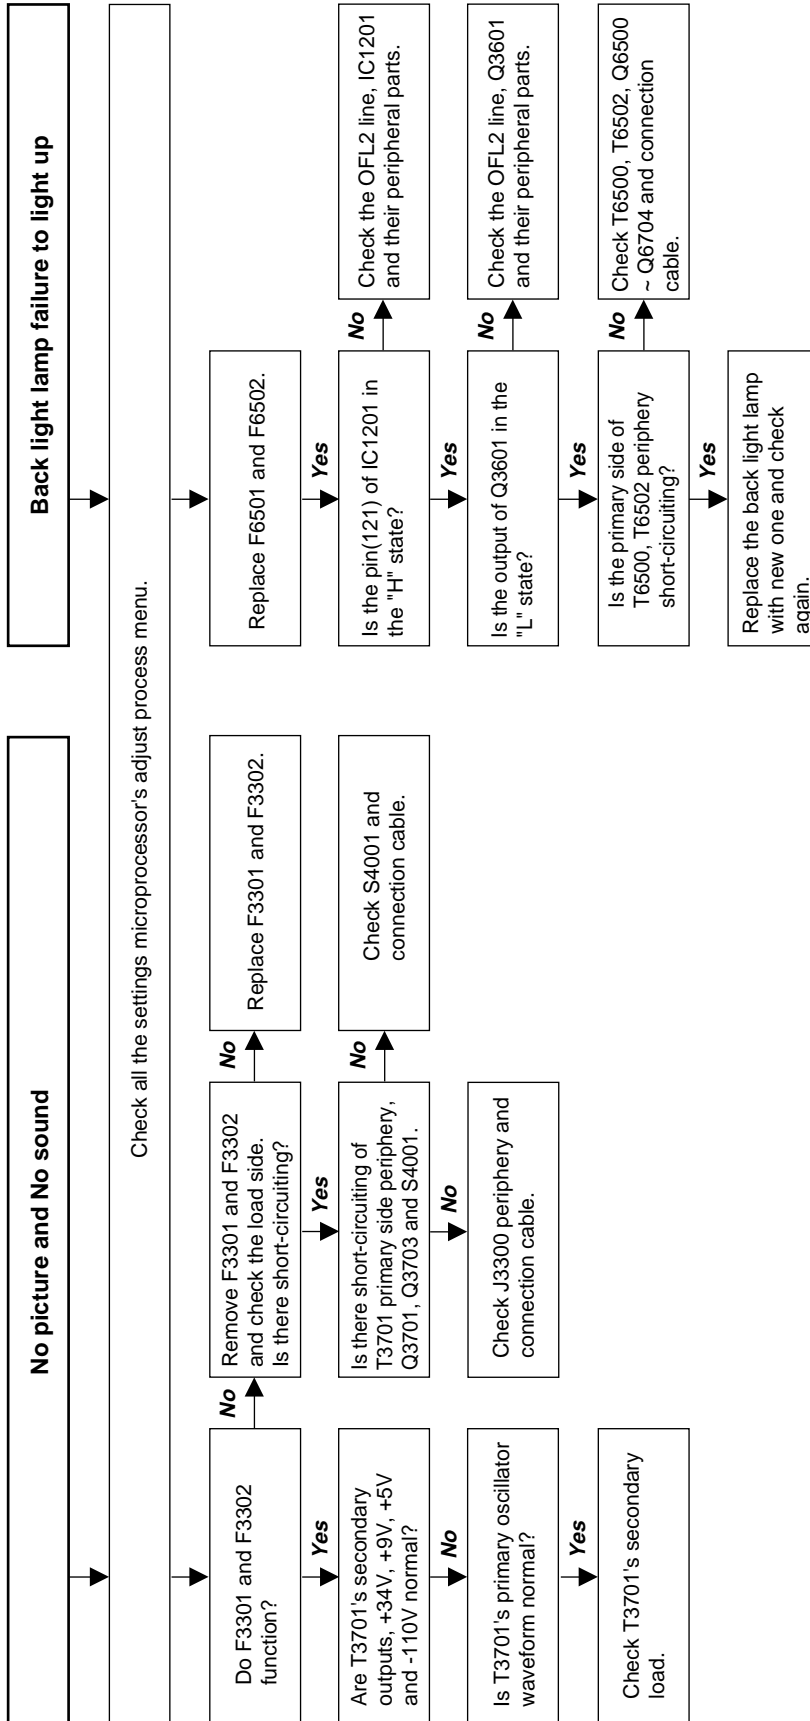 No picture and No sound
Back light lamp failure to light up
Check all the settings microprocessor's adjust process menu.
Do F3301 and F3302
function?
No
Remove F3301 and F3302
and check the load side.
Is there short-circuiting?
No
Replace F3301 and F3302.
Replace F6501 and F6502.
Yes
Yes
Yes
Are T3701's secondary
outputs, +34V, +9V, +5V
and -110V normal?
Is there short-circuiting of
T3701 primary side periphery,
Q3701, Q3703 and S4001.
No
Check S4001 and
connection cable.
Is the pin(121) of IC1201 in
the "H" state?
No
Check the OFL2 line, IC1201
and their peripheral parts.
No
No
Yes
Is T3701's primary oscillator
waveform normal?
Check J3300 periphery and
connection cable.
Is the output of Q3601 in the
"L" state?
No
Check the OFL2 line, Q3601
and their peripheral parts.
Yes
Yes
Check T3701's secondary
load.
Is the primary side of
T6500, T6502 periphery
short-circuiting?
No
Check T6500, T6502, Q6500
~ Q6704 and connection
cable.
Yes
Replace the back light lamp
with new one and check
again.